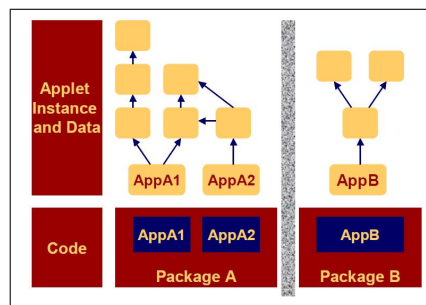 Applet
Instance
and Data
AppA1
AppA2
AppB
Code
AppA1
AppA2
AppB
Package A
Package B